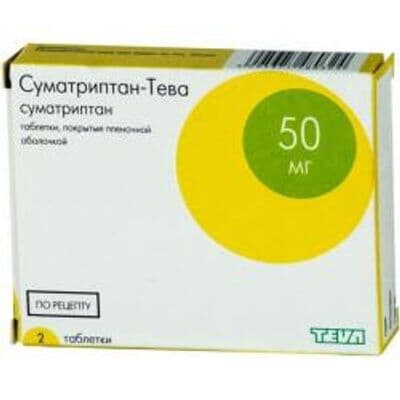 Суматриптан-Тева
суматриптан
таблетки, покрытые пленочной
оболочкой
50
мг
ПО РЕЦЕПТУ
2 таблетки
TEVA